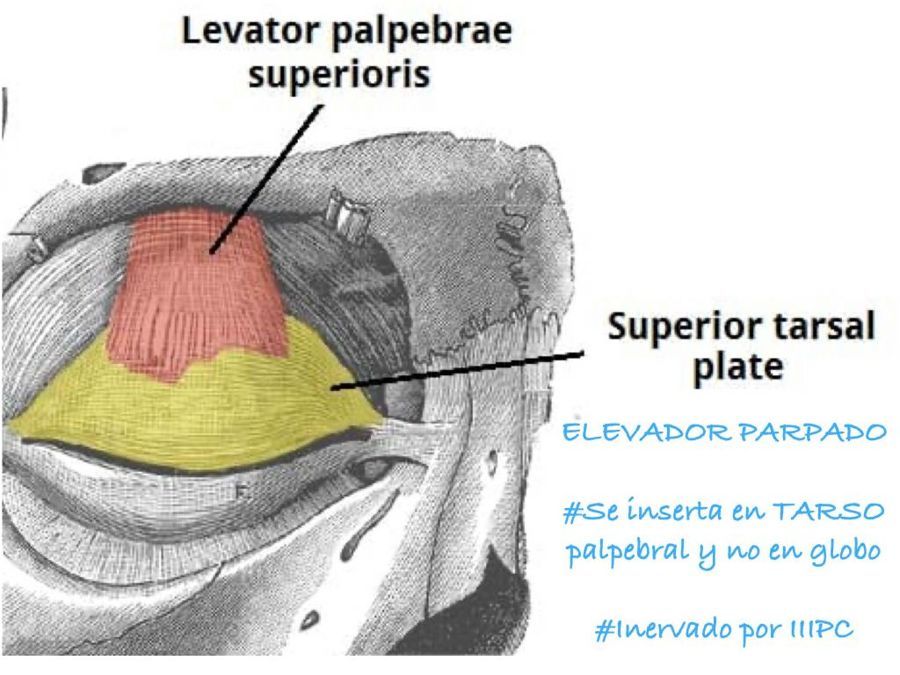 Levator palpebrae
superioris
Superior tarsal
plate
ELEVADOR PARPADO
#Se inserta en TARSO
palpebral y no en globo
#Inervado por IIIPC